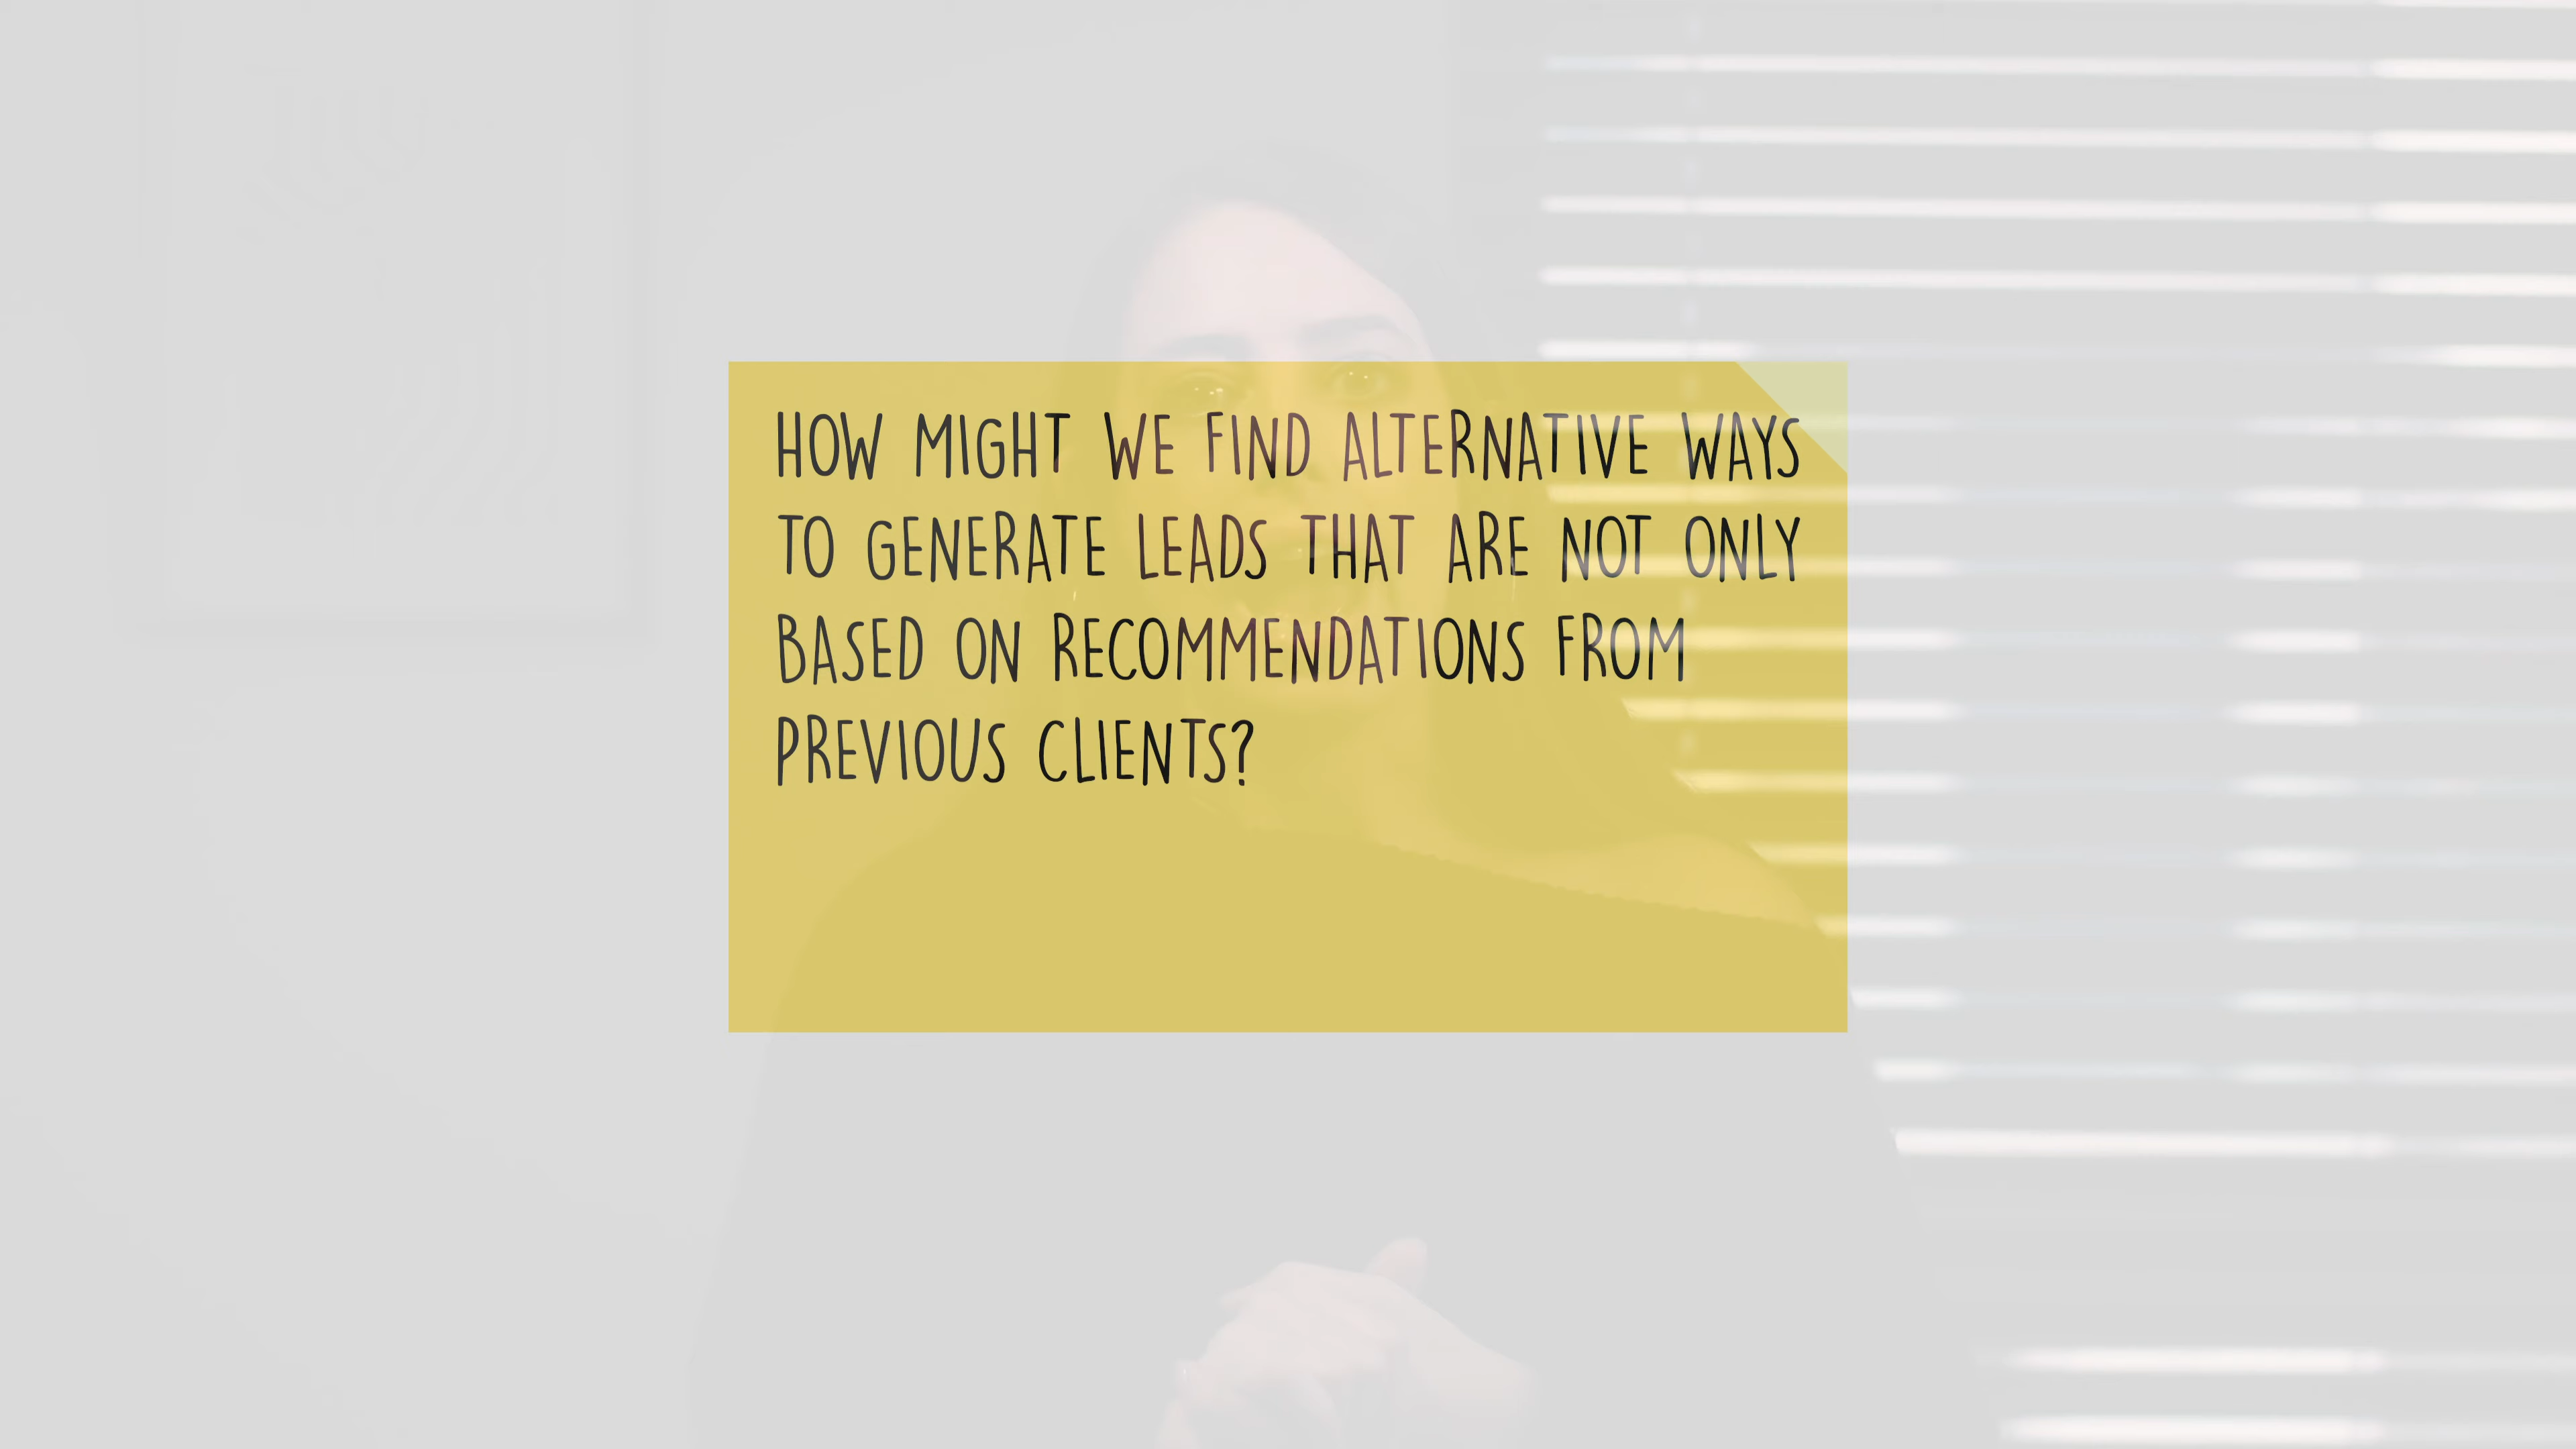 HOW MIGHT WE FIND ALTERNATIVE WAYS
TO GENERATE LEADS THAT ARE NOT ONLY
BASED ON RECOMMENDATIONS FROM
PREVIOUS CLIENTS?